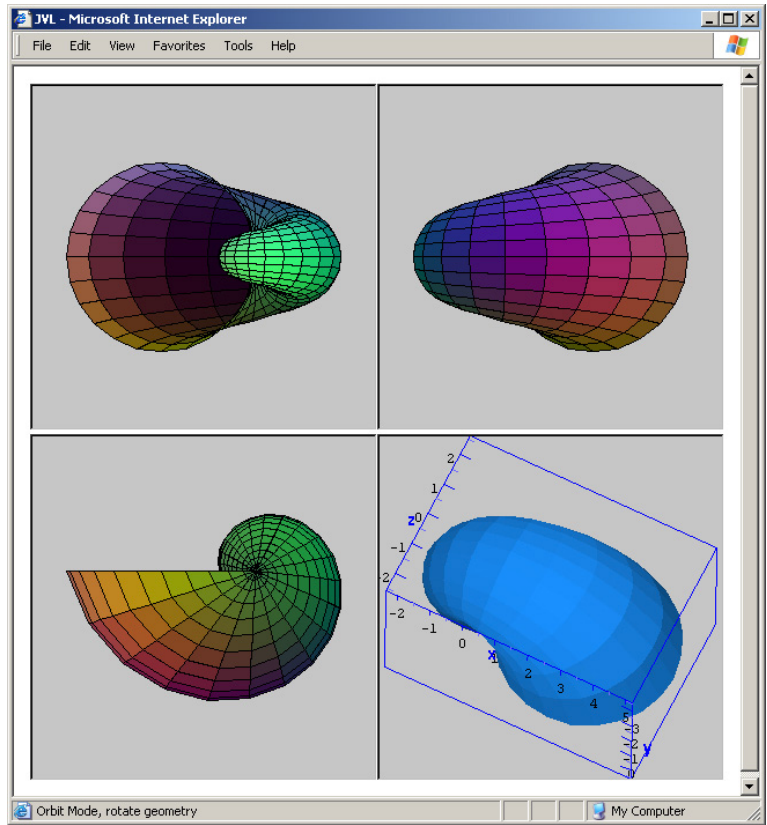 JVL - Microsoft Internet Explorer
File Edit View Favorites Tools Help
2
1
z 0
-1
-2
-2 -1 0 x 1 2 3 4 5
3
-2 y
-1
0
Orbit Mode, rotate geometry
My Computer